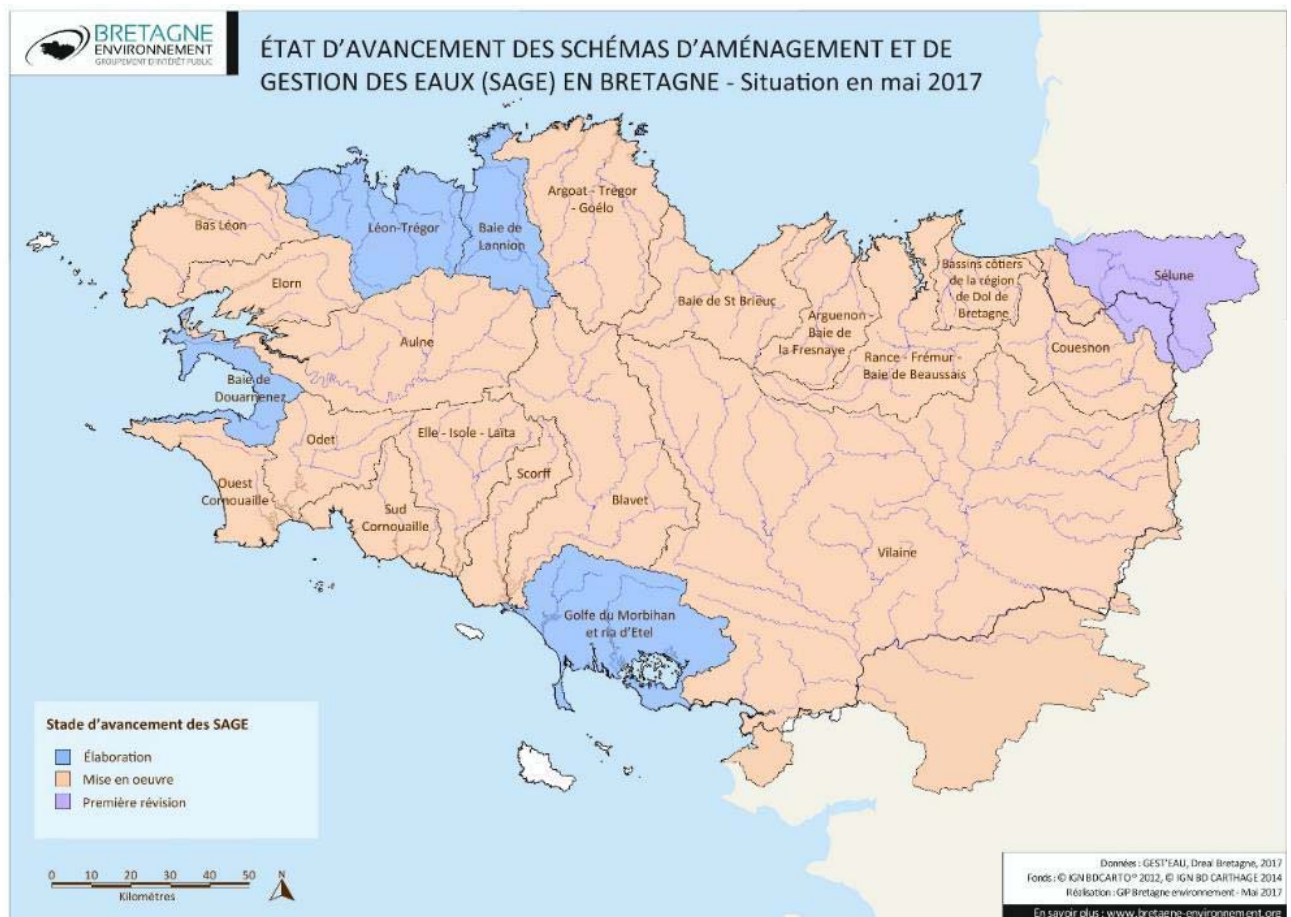 BRETAGNE
ENVIRONNEMENT
GROUPEMENT D'INTÉRÊT PUBLIC
ÉTAT D'AVANCEMENT DES SCHÉMAS D'AMÉNAGEMENT ET DE
GESTION DES EAUX (SAGE) EN BRETAGNE - Situation en mai 2017
Argoat - Trégor
- Goélo
Bas Léon
Léon-Trégor
Baie de
Lannion
Elorn
Aulne
Baie de St Brieuc
Arguenon -
Baie de
la Fresnaye
Rance - Frémur -
Baie de Beaussais
Bassins côtiers
de la région
de Dol de
Bretagne
Couesnon
Sélune
Baie de
Douarnenez
Odet
Elle - Isole - Laïta
Scorff
Blavet
Ouest
Cornouaille
Sud
Cornouaille
Vilaine
Golfe du Morbihan
et ria d'Etel
Stade d'avancement des SAGE
Élaboration
Mise en oeuvre
Première révision
0 10 20 30 40 50
Kilomètres
N
Données : GEST'EAU, Dreal Bretagne, 2017
Fonds : © IGN BDCARTO® 2012, © IGN BD CARTHAGE 2014
Réalisation : GIP Bretagne environnement - Mai 2017
En savoir plus : www.bretagne-environnement.org